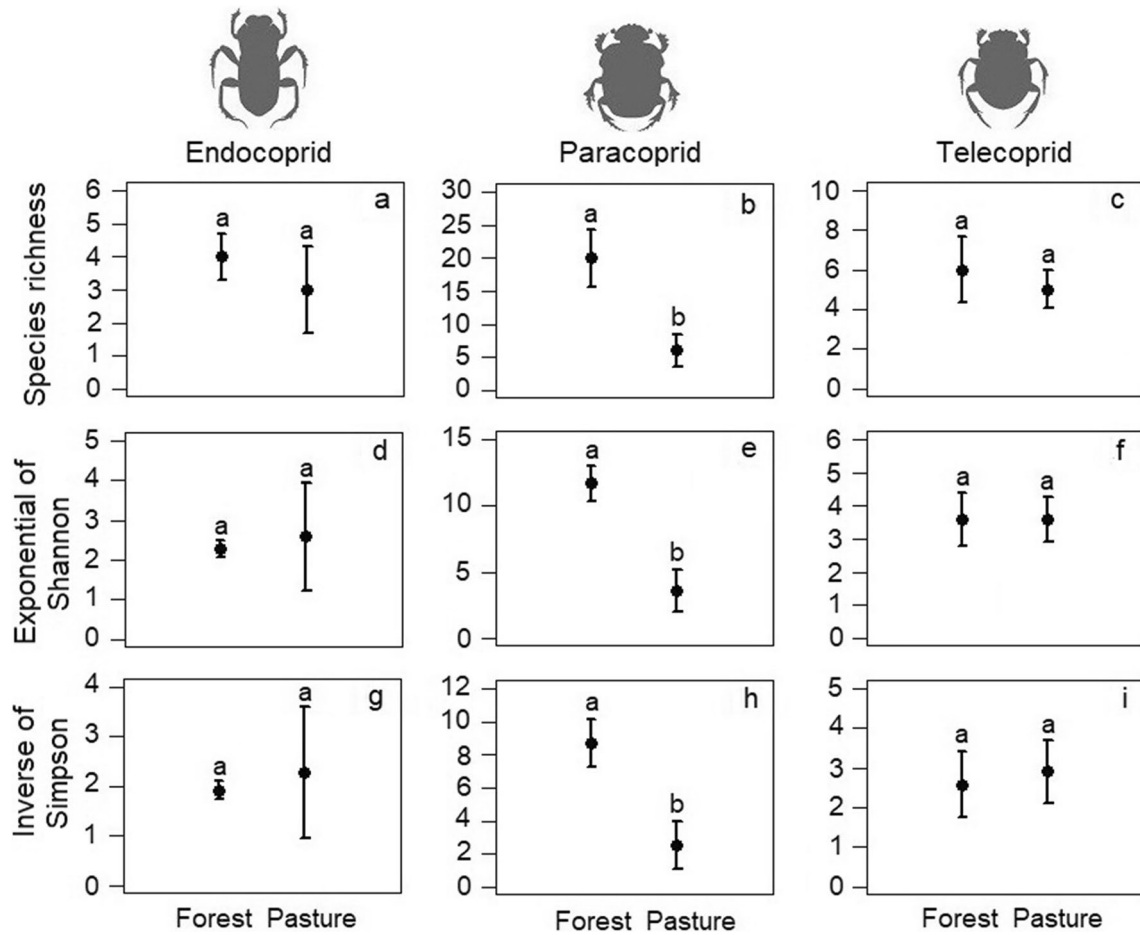 Endocoprid Paracoprid Telecoprid
Species richness
6
5
4
3
2
1
0
a
a
a
30
25
20
15
10
5
0
b
a
b
10
8
6
4
2
0
c
a
a
Exponential of
Shannon
5
4
3
2
1
0
d
a
a
15
10
5
0
e
a
b
6
5
4
3
2
1
0
f
a
a
Inverse of
Simpson
4
3
2
1
0
g
a
a
12
10
8
6
4
2
0
h
a
b
5
4
3
2
1
0
i
a
a
Forest Pasture Forest Pasture Forest Pasture